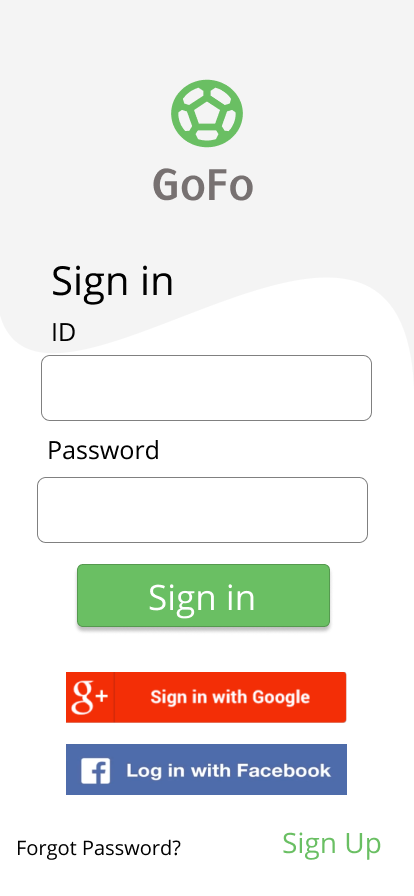 GoFo
Sign in
ID
Password
Sign in
g+ Sign in with Google
f Log in with Facebook
Forgot Password?
Sign Up